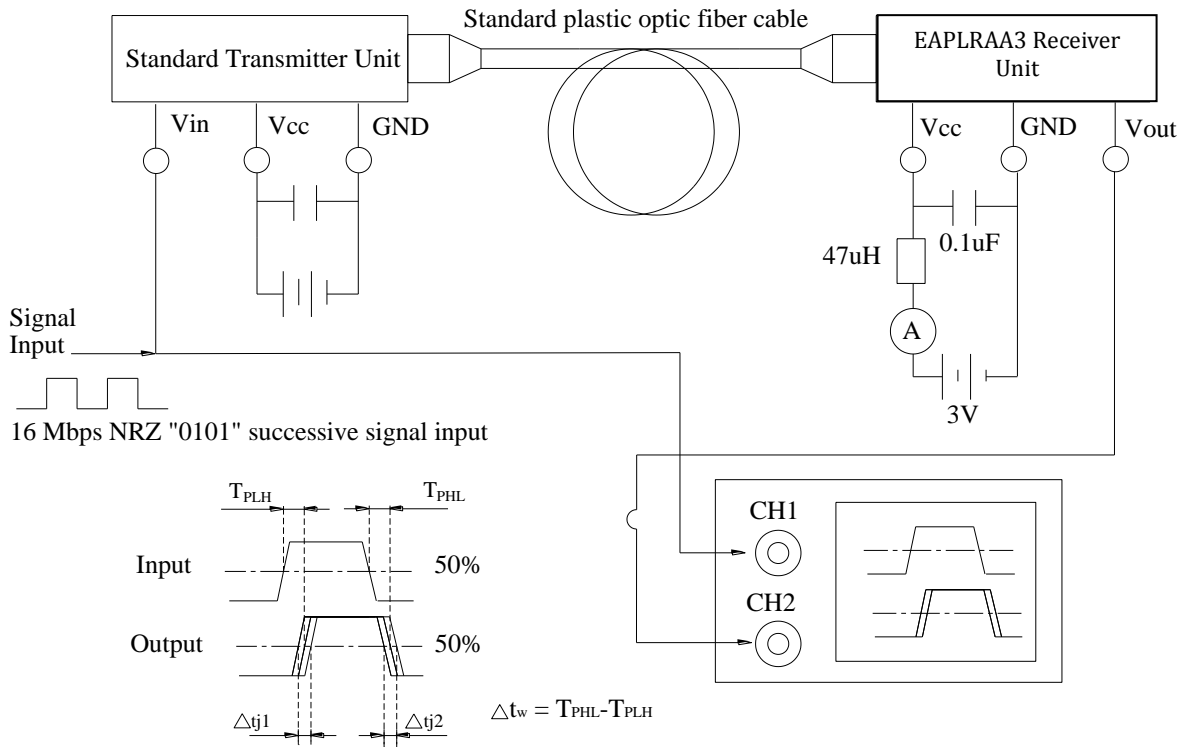 Standard plastic optic fiber cable
Standard Transmitter Unit
EAPLRAA3 Receiver
Unit
Vin
Vcc
GND
Vcc
GND
Vout
47uH
0.1uF
A
3V
Signal
Input
16 Mbps NRZ "0101" successive signal input
TPLH
TPHL
Input
50%
Output
50%
△tj1
△tj2
△tw = TPHL-TPLH
CH1
CH2